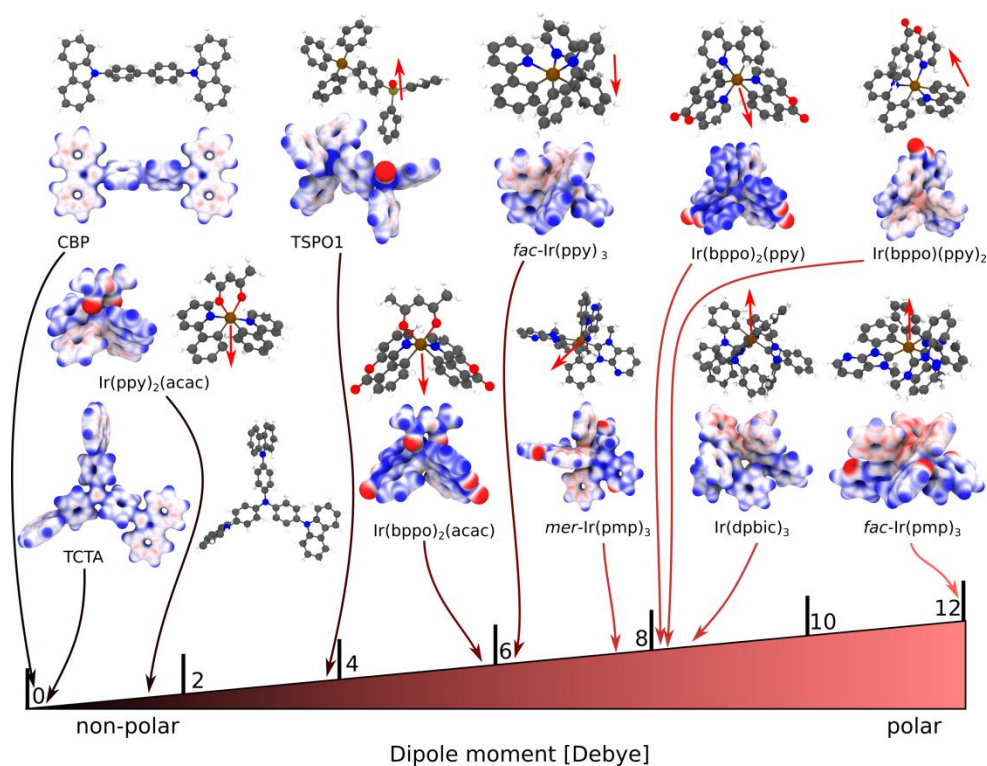 CBP
TSPO1
fac-Ir(ppy)₃
Ir(bppo)₂(ppy)
Ir(bppo)(ppy)₂
Ir(ppy)₂(acac)
TCTA
Ir(bppo)₂(acac)
mer-Ir(pmp)₃
Ir(dpbic)₃
fac-Ir(pmp)₃
0
2
4
6
8
10
12
non-polar
polar
Dipole moment [Debye]